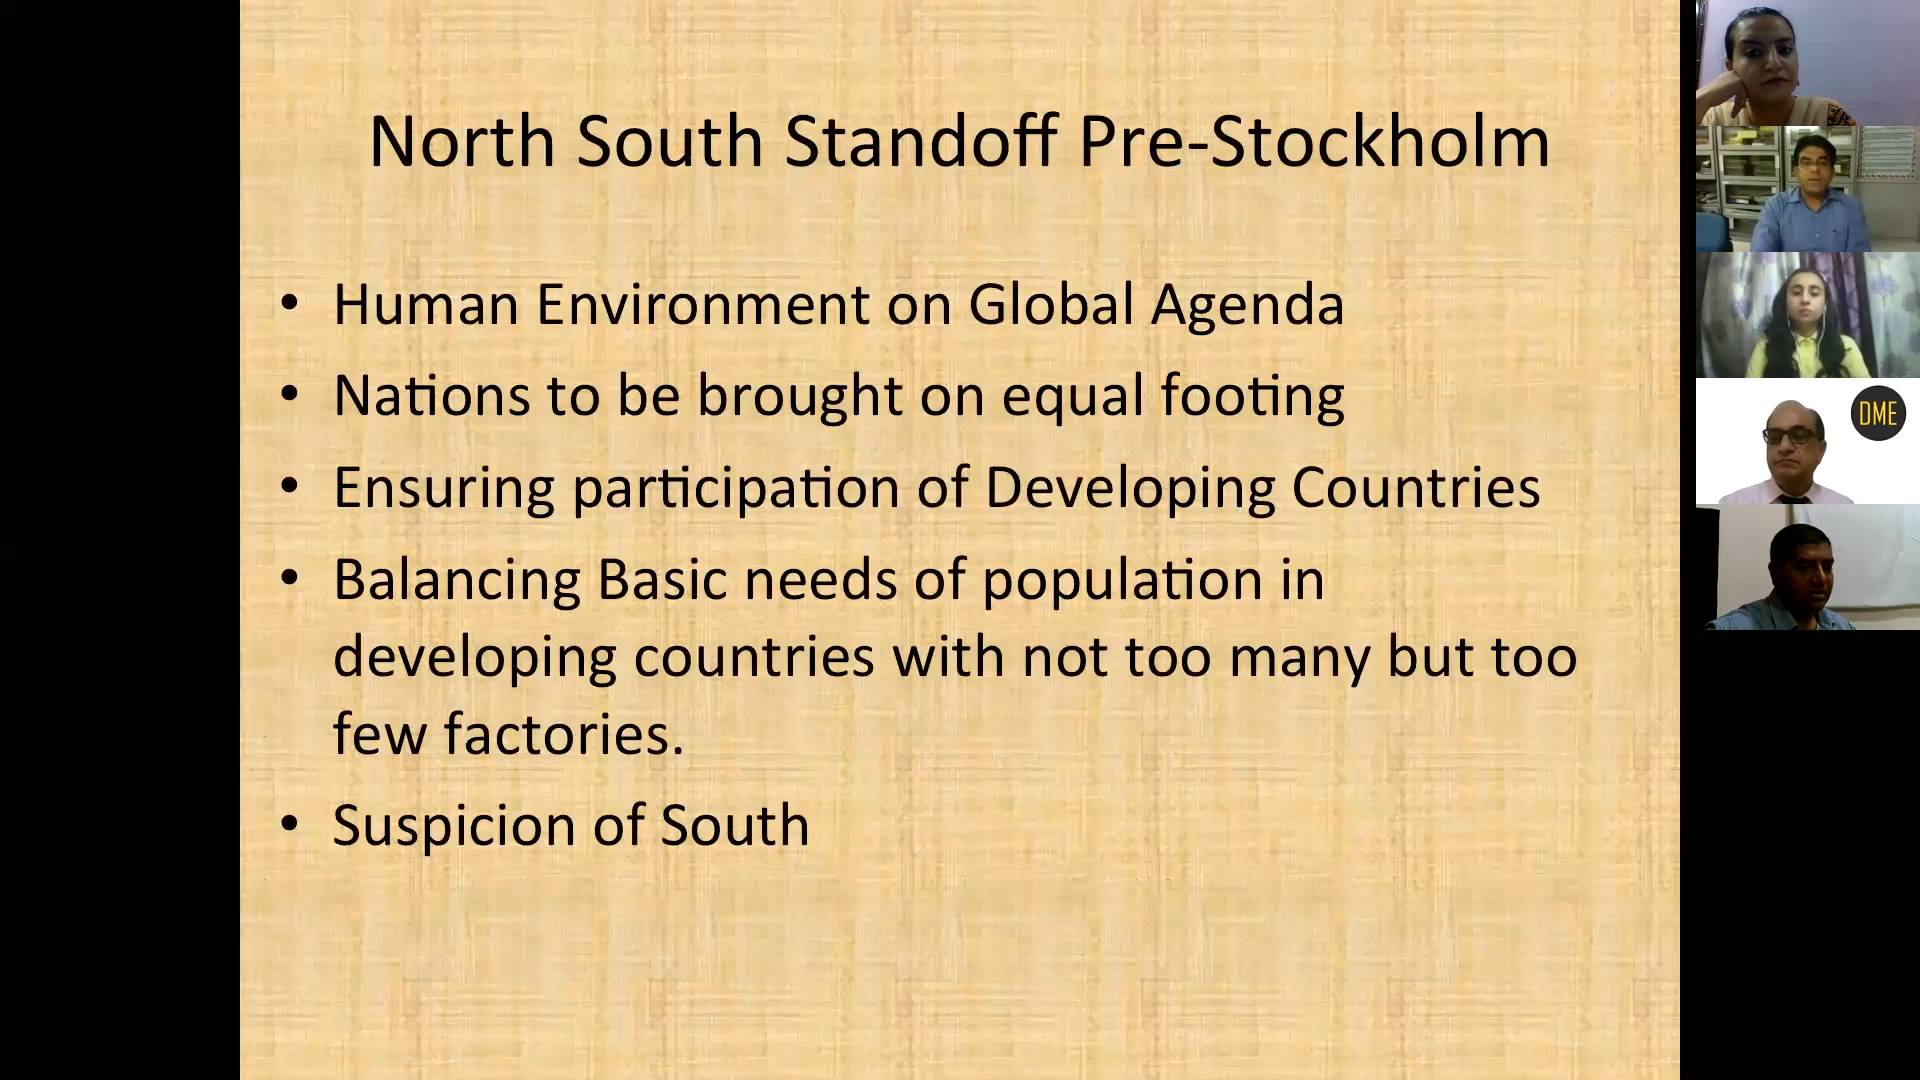 North South Standoff Pre-Stockholm
• Human Environment on Global Agenda
• Nations to be brought on equal footing
• Ensuring participation of Developing Countries
• Balancing Basic needs of population in
developing countries with not too many but too
few factories.
• Suspicion of South
DME